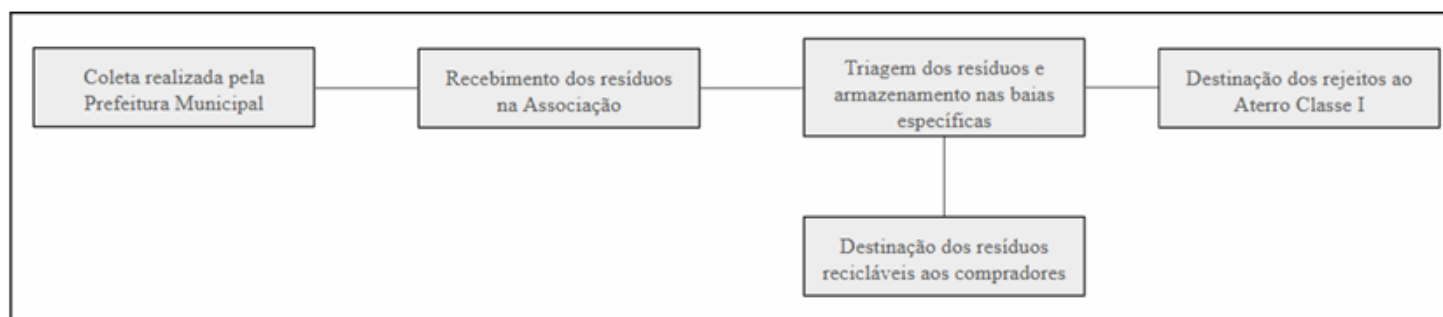 Coleta realizada pela
Prefeitura Municipal
Recebimento dos resíduos
na Associação
Triagem dos resíduos e
armazenamento nas baias
específicas
Destinação dos rejeitos ao
Aterro Classe I
Destinação dos resíduos
recicláveis aos compradores